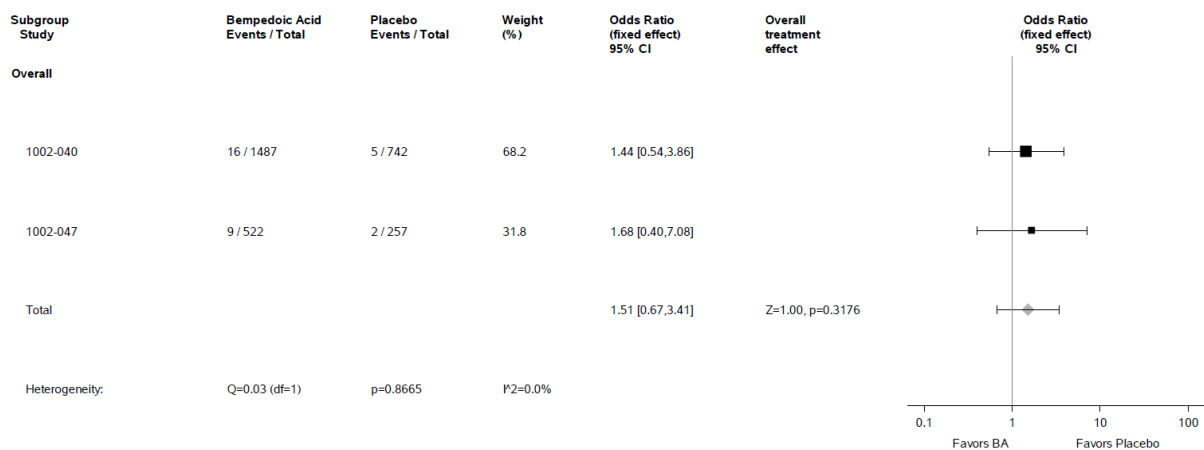 Subgroup Bempedoic Acid Placebo Weight Odds Ratio Overall Odds Ratio
Study Events / Total Events / Total (%) (fixed effect) treatment (fixed effect)
95% CI effect 95% CI
Overall
1002-040 16 / 1487 5 / 742 68.2 1.44 [0.54,3.86]
1002-047 9 / 522 2 / 257 31.8 1.68 [0.40,7.08]
Total 1.51 [0.67,3.41] Z=1.00, p=0.3176
Heterogeneity: Q=0.03 (df=1) p=0.8665 I^2=0.0%
0.1 1 10 100
Favors BA Favors Placebo